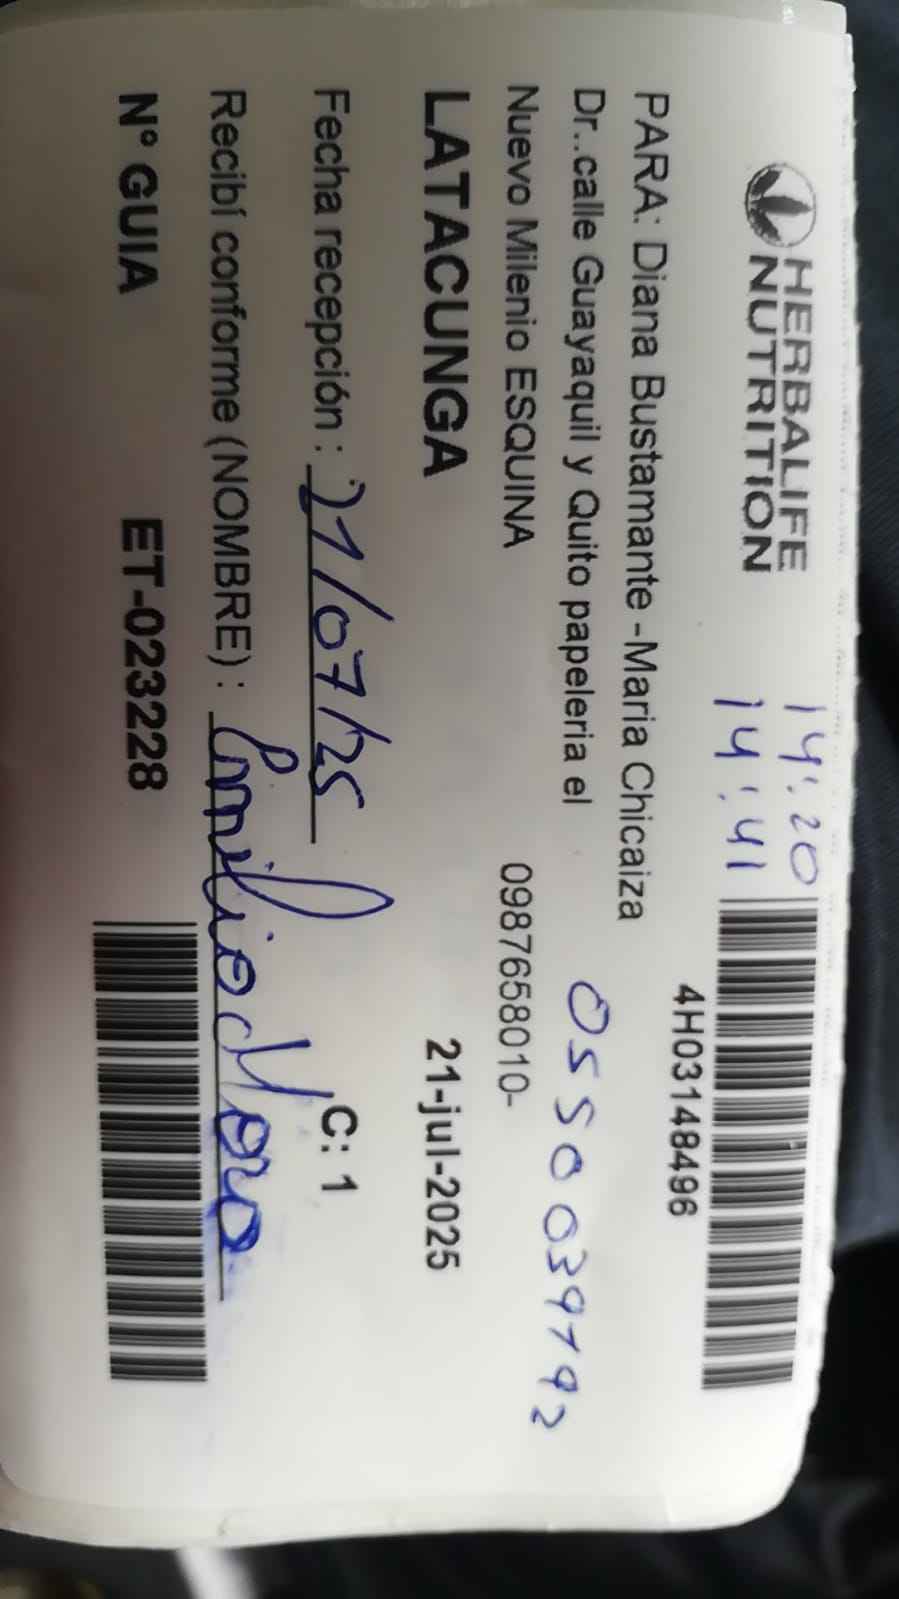 HERBALIFE
NUTRITION
14:20
14:41
4H03148496
PARA: Diana Bustamante -Maria Chicaiza
Dr..calle Guayaquil y Quito papeleria el
0550039192
Nuevo Milenio ESQUINA 0987658010-
LATACUNGA 21-jul-2025
Fecha recepción : 21/07/25 C: 1
Recibí conforme (NOMBRE) : Emilio
N° GUIA ET-023228